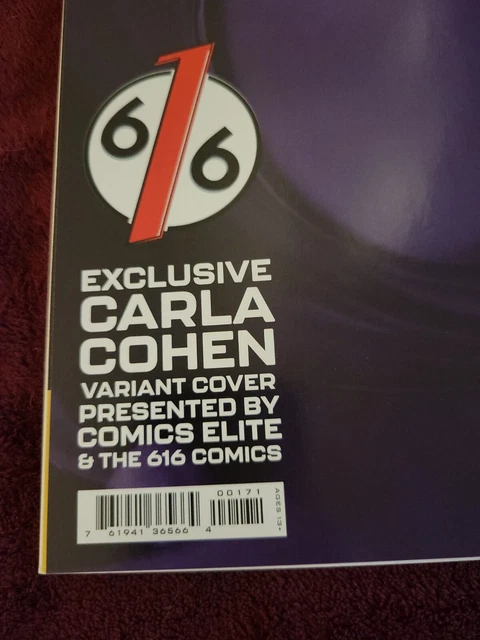 616
EXCLUSIVE
CARLA
COHEN
VARIANT COVER
PRESENTED BY
COMICS ELITE
& THE 616 COMICS
00171
AGES 13+
7 61941 36566 4